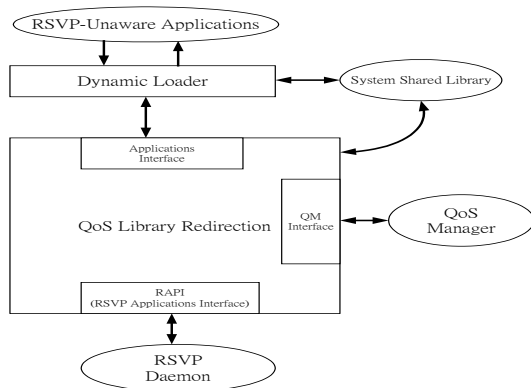 RSVP-Unaware Applications
Dynamic Loader
System Shared Library
Applications
Interface
QoS Library Redirection
QM
Interface
QoS
Manager
RAPI
(RSVP Applications Interface)
RSVP
Daemon